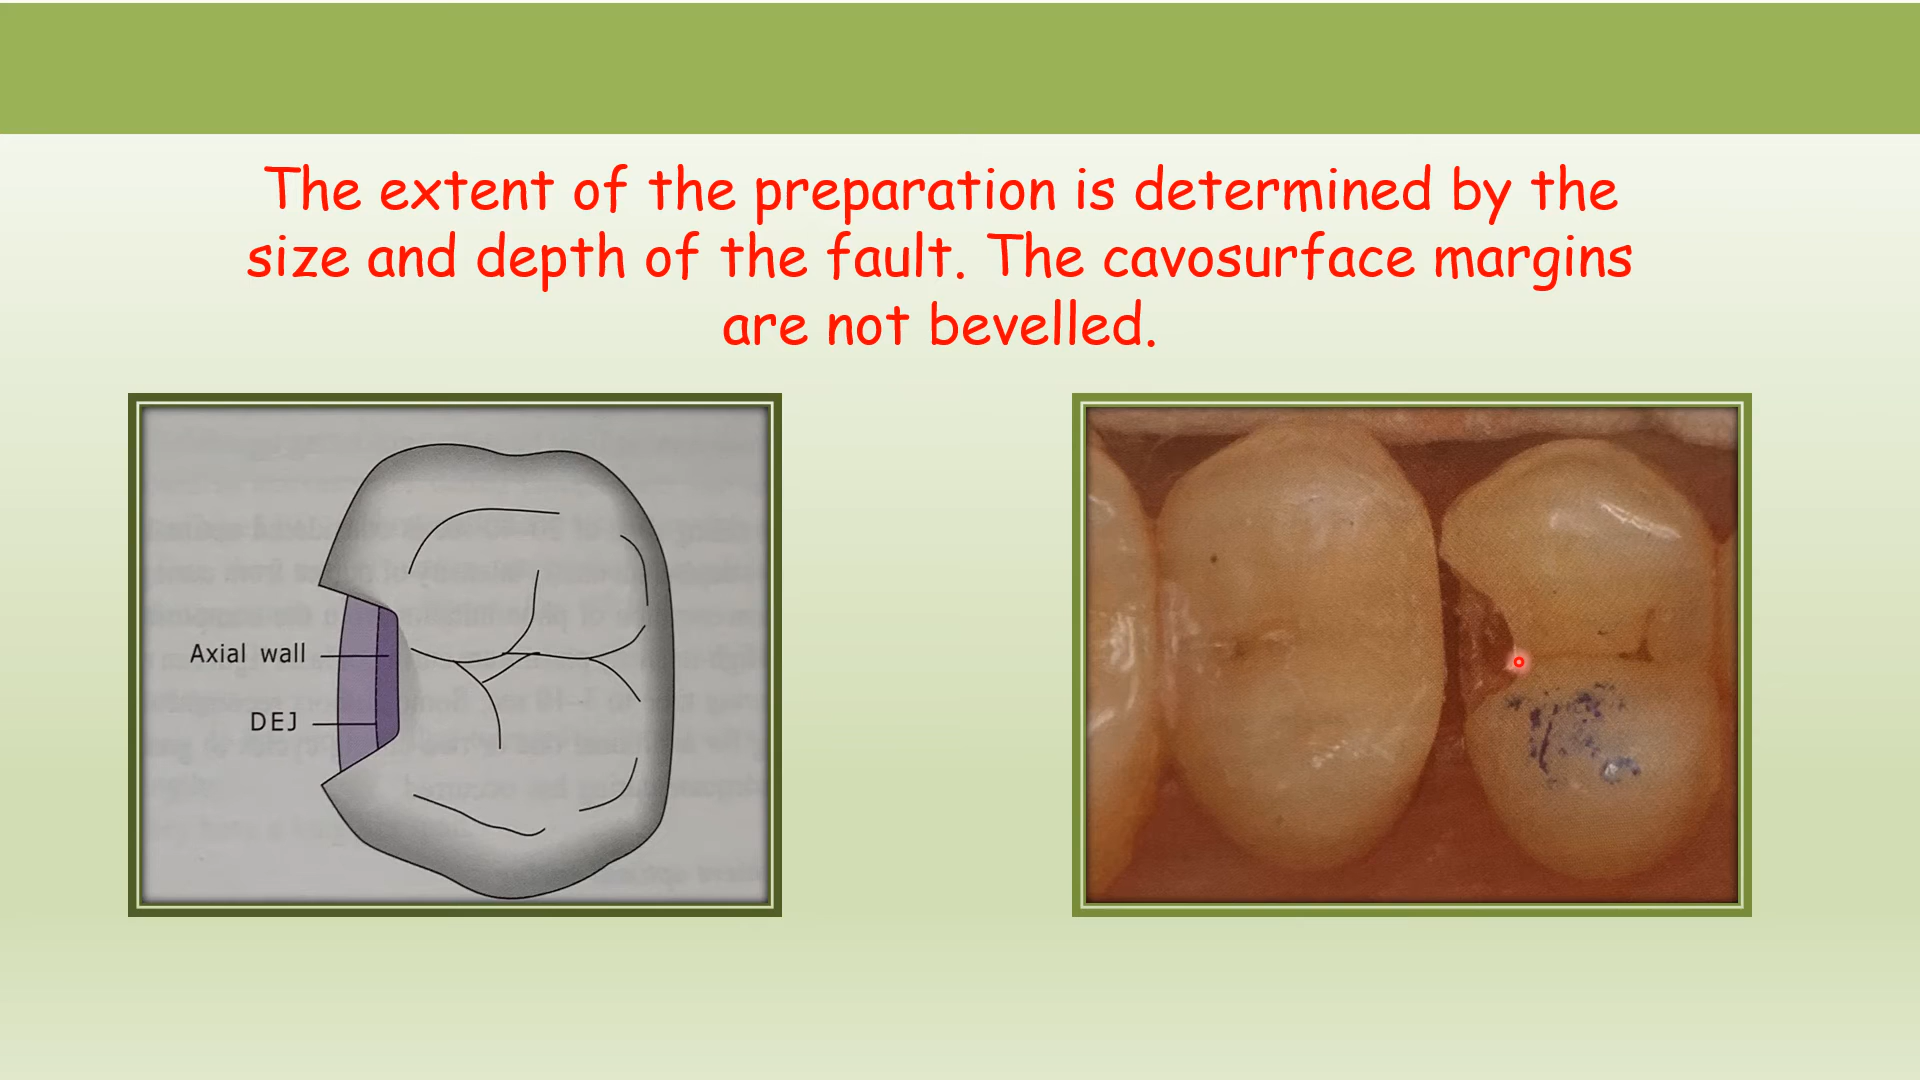 The extent of the preparation is determined by the
size and depth of the fault. The cavosurface margins
are not bevelled.
Axial wall
DEJ